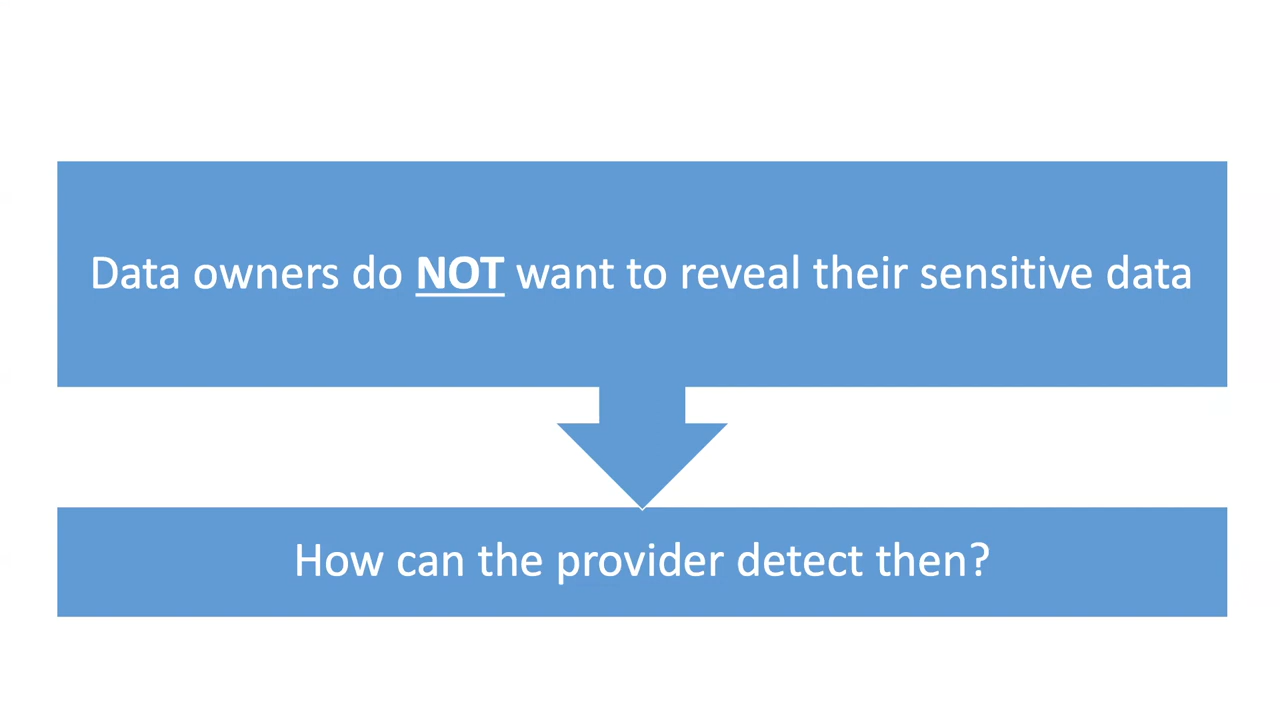 Data owners do NOT want to reveal their sensitive data
How can the provider detect then?